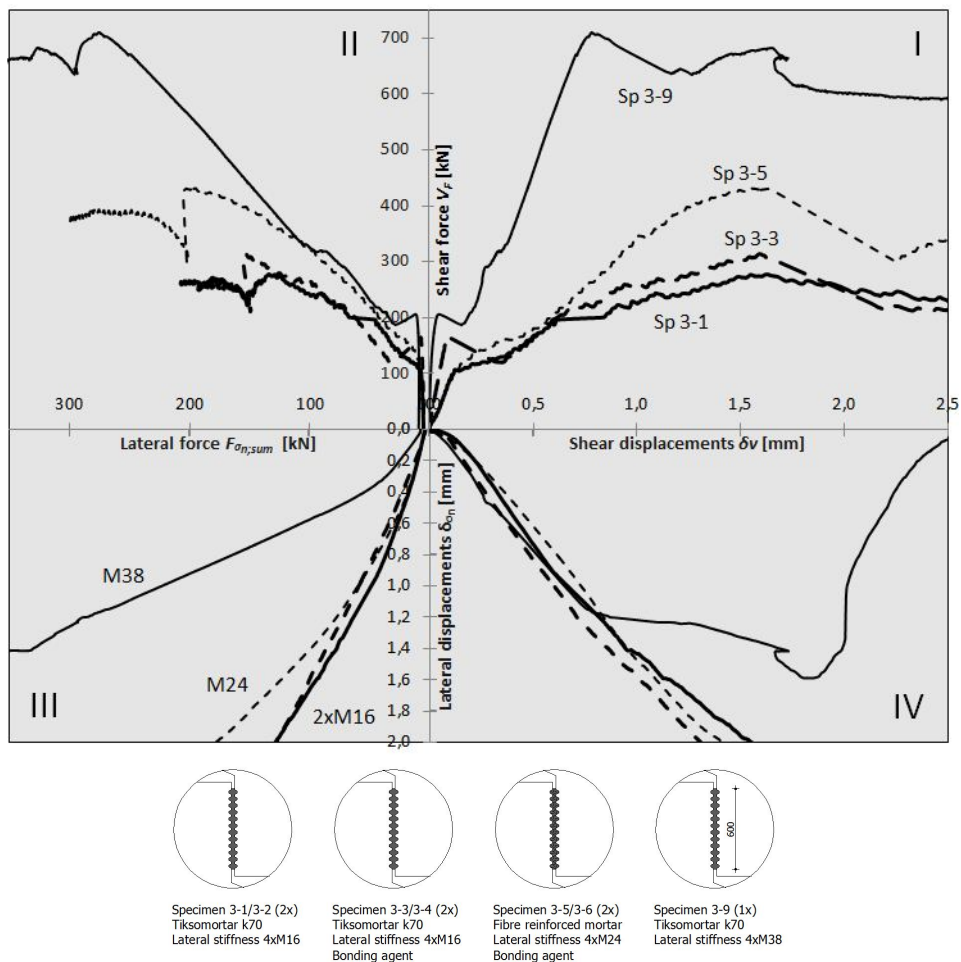 II
I
700
600
500
400
300
200
100
Shear force V_F [kN]
Sp 3-9
Sp 3-5
Sp 3-3
Sp 3-1
300
200
100
0,0
0,5
1,0
1,5
2,0
2,5
Lateral force Fσn;sum [kN]
Shear displacements δv [mm]
0,0
0,2
0,4
0,6
0,8
1,0
1,2
1,4
1,6
1,8
2,0
Lateral displacements δσn [mm]
M38
M24
2xM16
III
IV
600
Specimen 3-1/3-2 (2x)
Tiksomortar k70
Lateral stiffness 4xM16
Specimen 3-3/3-4 (2x)
Tiksomortar k70
Lateral stiffness 4xM16
Bonding agent
Specimen 3-5/3-6 (2x)
Fibre reinforced mortar
Lateral stiffness 4xM24
Bonding agent
Specimen 3-9 (1x)
Tiksomortar k70
Lateral stiffness 4xM38